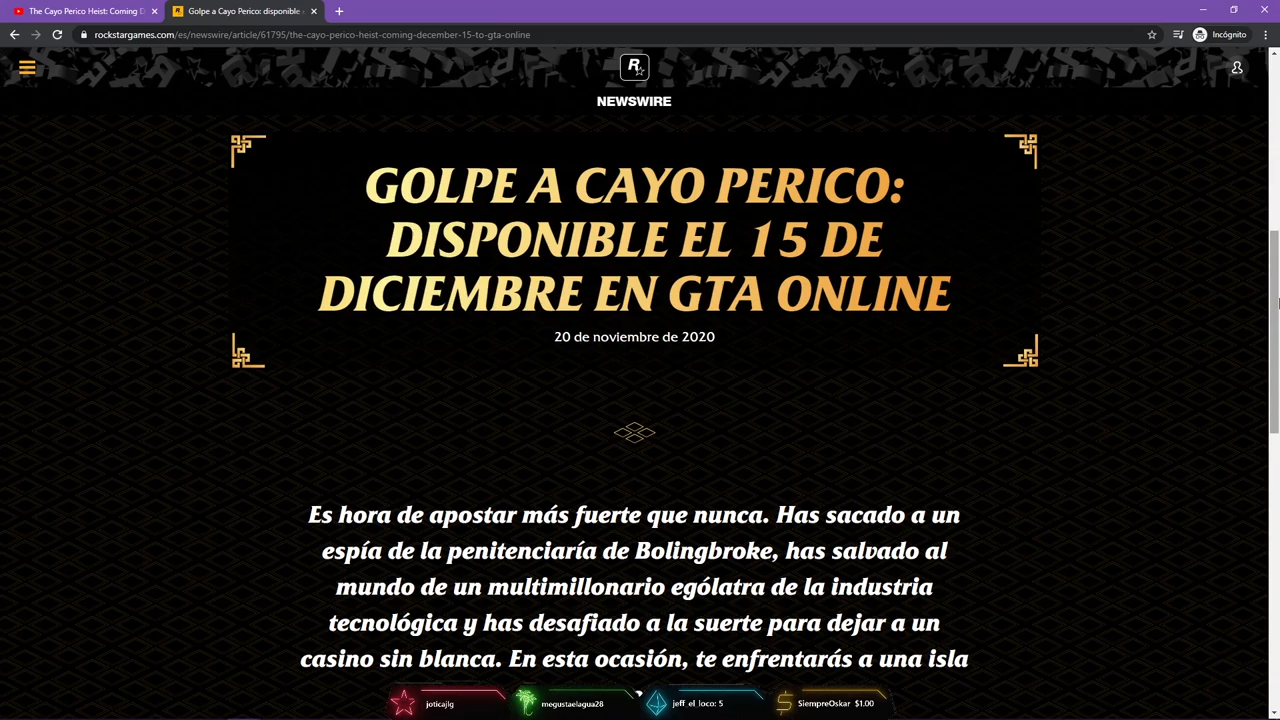 The Cayo Perico Heist: Coming D
Golpe a Cayo Perico: disponible
rockstargames.com/es/newswire/article/61795/the-cayo-perico-heist-coming-december-15-to-gta-online
Incógnito
R
NEWSWIRE
GOLPE A CAYO PERICO:
DISPONIBLE EL 15 DE
DICIEMBRE EN GTA ONLINE
20 de noviembre de 2020
Es hora de apostar más fuerte que nunca. Has sacado a un
espía de la penitenciaría de Bolingbroke, has salvado al
mundo de un multimillonario ególatra de la industria
tecnológica y has desafiado a la suerte para dejar a un
casino sin blanca. En esta ocasión, te enfrentarás a una isla
joticajlg
megustaelagua28
jeff_el_loco: 5
SiempreOskar $1.00